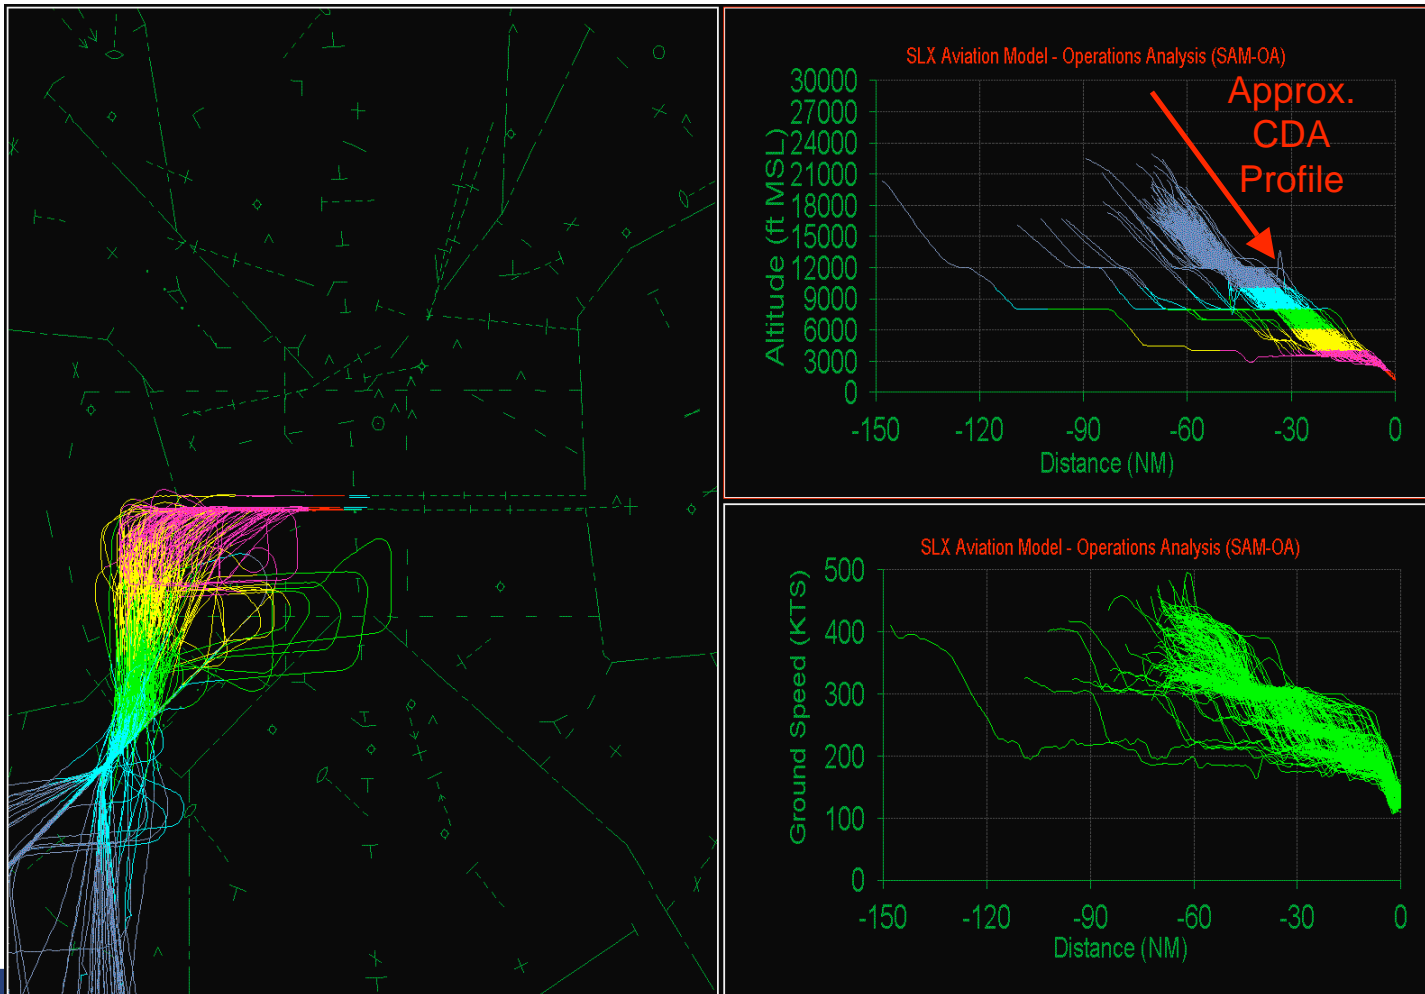 SLX Aviation Model - Operations Analysis (SAM-OA)
Approx.
CDA
Profile
Altitude (ft MSL)
30000
27000
24000
21000
18000
15000
12000
9000
6000
3000
0
-150 -120 -90 -60 -30 0
Distance (NM)
SLX Aviation Model - Operations Analysis (SAM-OA)
Ground Speed (KTS)
500
400
300
200
100
0
-150 -120 -90 -60 -30 0
Distance (NM)